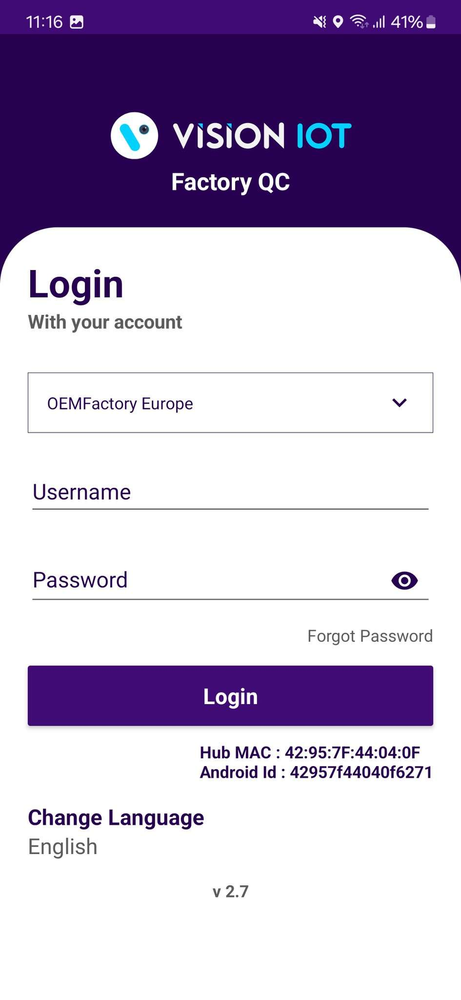 11:16
41%
VISION IOT
Factory QC
Login
With your account
OEMFactory Europe
Username
Password
Forgot Password
Login
Hub MAC : 42:95:7F:44:04:0F
Android Id : 42957f44040f6271
Change Language
English
v 2.7